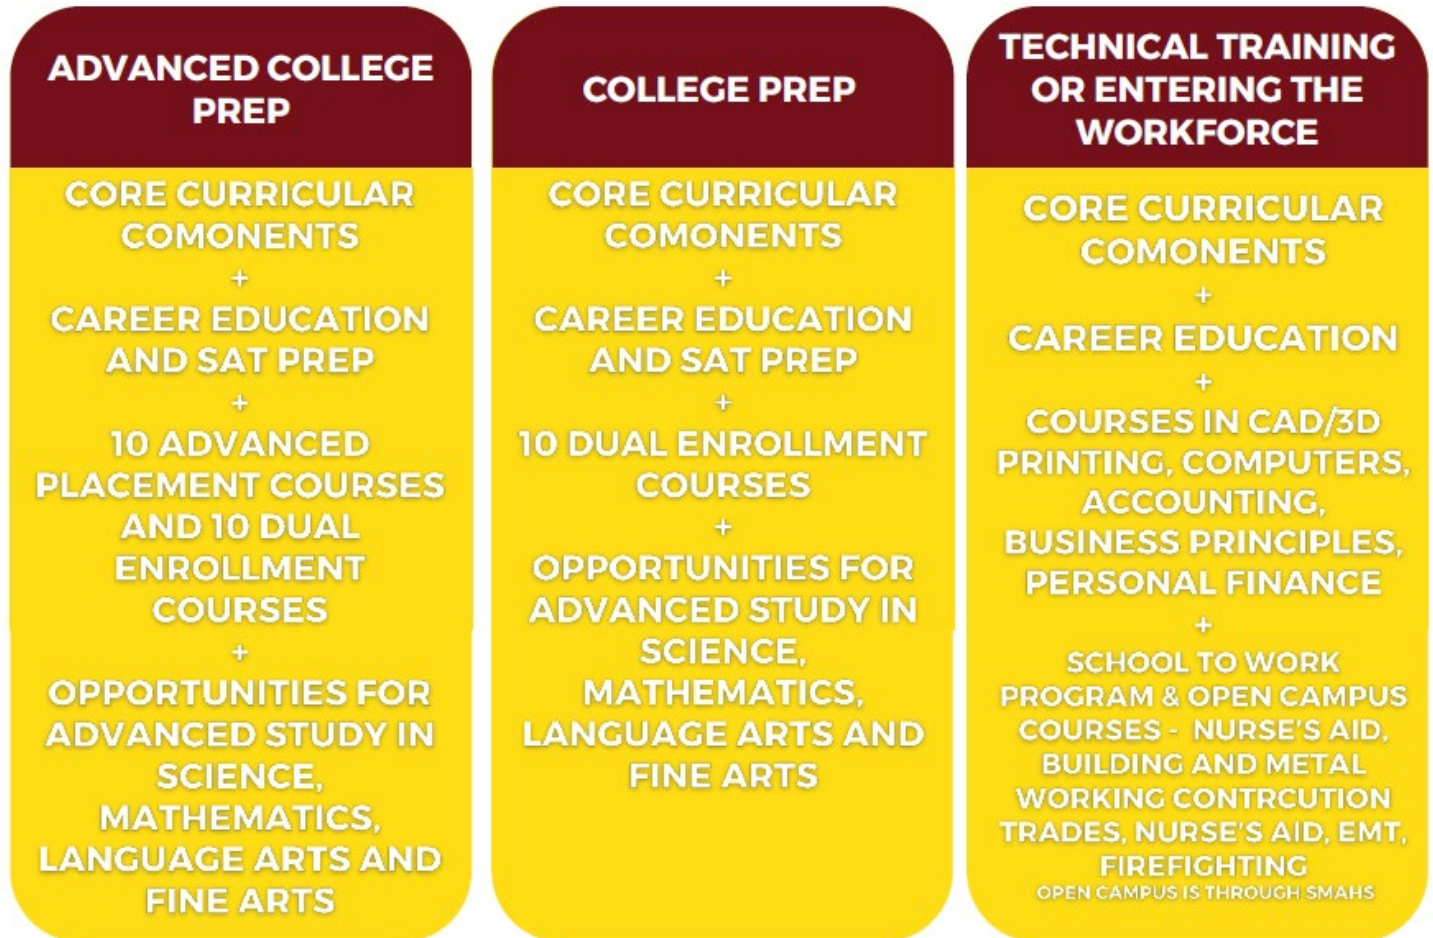 ADVANCED COLLEGE
PREP
CORE CURRICULAR
COMONENTS
+
CAREER EDUCATION
AND SAT PREP
+
10 ADVANCED
PLACEMENT COURSES
AND 10 DUAL
ENROLLMENT
COURSES
+
OPPORTUNITIES FOR
ADVANCED STUDY IN
SCIENCE,
MATHEMATICS,
LANGUAGE ARTS AND
FINE ARTS
COLLEGE PREP
CORE CURRICULAR
COMONENTS
+
CAREER EDUCATION
AND SAT PREP
+
10 DUAL ENROLLMENT
COURSES
+
OPPORTUNITIES FOR
ADVANCED STUDY IN
SCIENCE,
MATHEMATICS,
LANGUAGE ARTS AND
FINE ARTS
TECHNICAL TRAINING
OR ENTERING THE
WORKFORCE
CORE CURRICULAR
COMONENTS
+
CAREER EDUCATION
+
COURSES IN CAD/3D
PRINTING, COMPUTERS,
ACCOUNTING,
BUSINESS PRINCIPLES,
PERSONAL FINANCE
+
SCHOOL TO WORK
PROGRAM & OPEN CAMPUS
COURSES - NURSE'S AID,
BUILDING AND METAL
WORKING CONTRCUTION
TRADES, NURSE'S AID, EMT,
FIREFIGHTING
OPEN CAMPUS IS THROUGH SMAHS